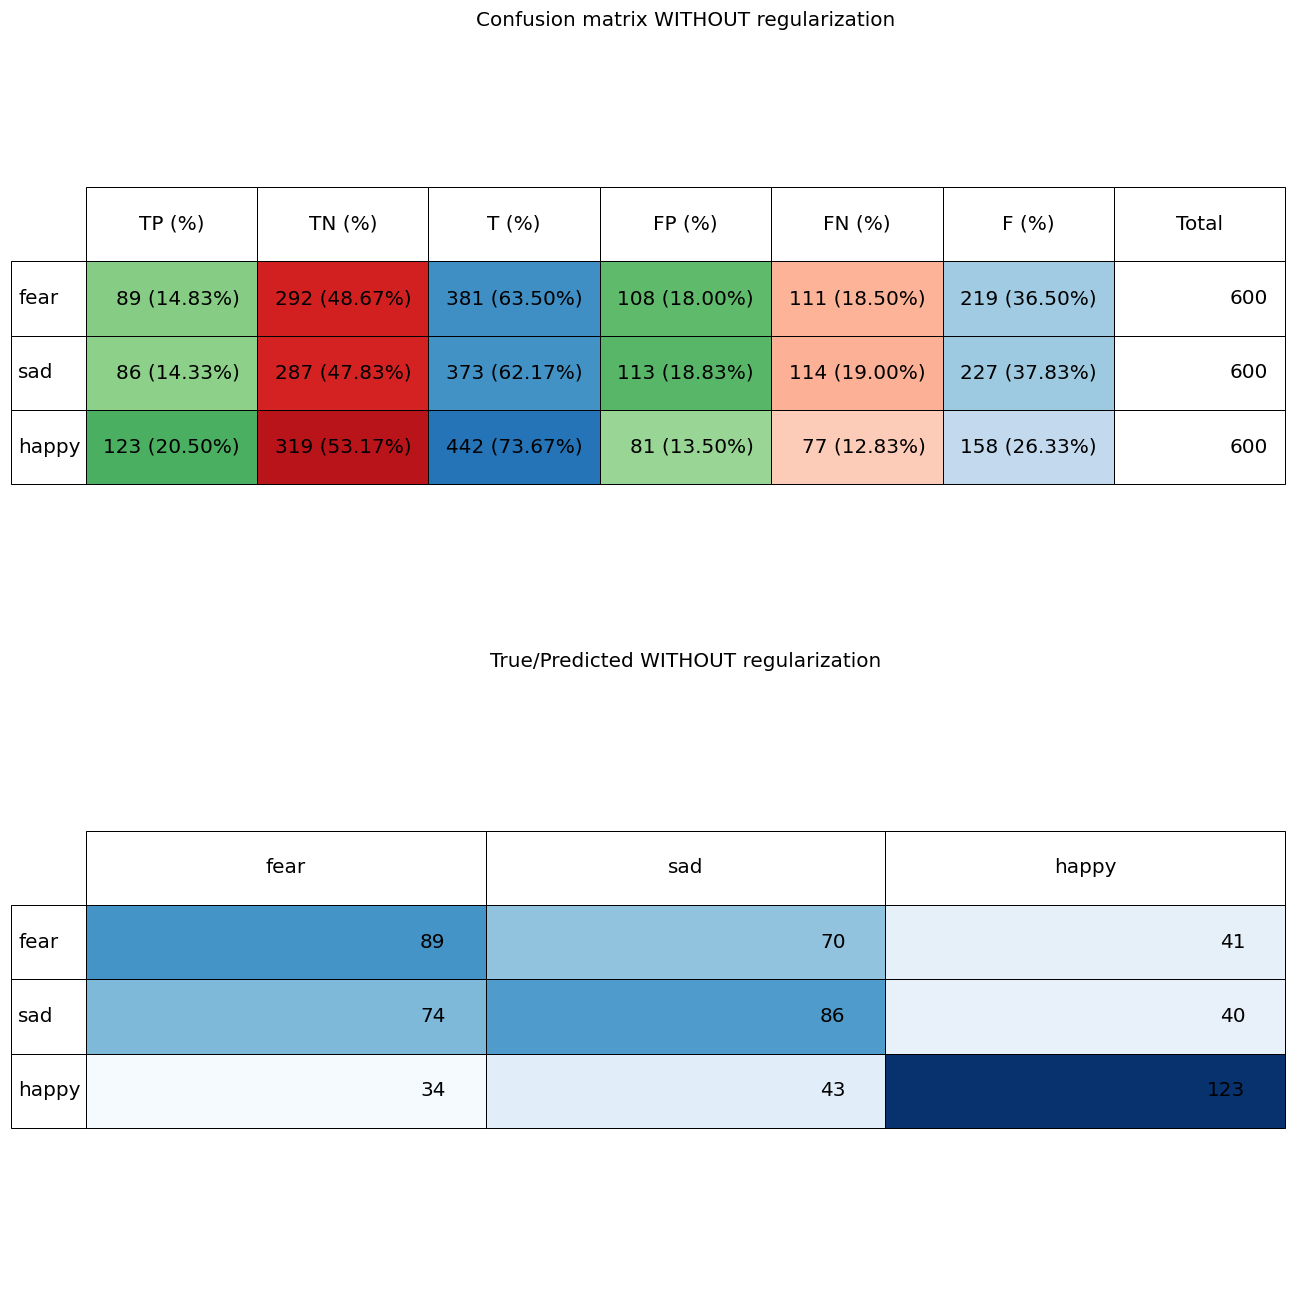 Confusion matrix WITHOUT regularization
TP (%) TN (%) T (%) FP (%) FN (%) F (%) Total
fear 89 (14.83%) 292 (48.67%) 381 (63.50%) 108 (18.00%) 111 (18.50%) 219 (36.50%) 600
sad 86 (14.33%) 287 (47.83%) 373 (62.17%) 113 (18.83%) 114 (19.00%) 227 (37.83%) 600
happy 123 (20.50%) 319 (53.17%) 442 (73.67%) 81 (13.50%) 77 (12.83%) 158 (26.33%) 600
True/Predicted WITHOUT regularization
fear sad happy
fear 89 70 41
sad 74 86 40
happy 34 43 123